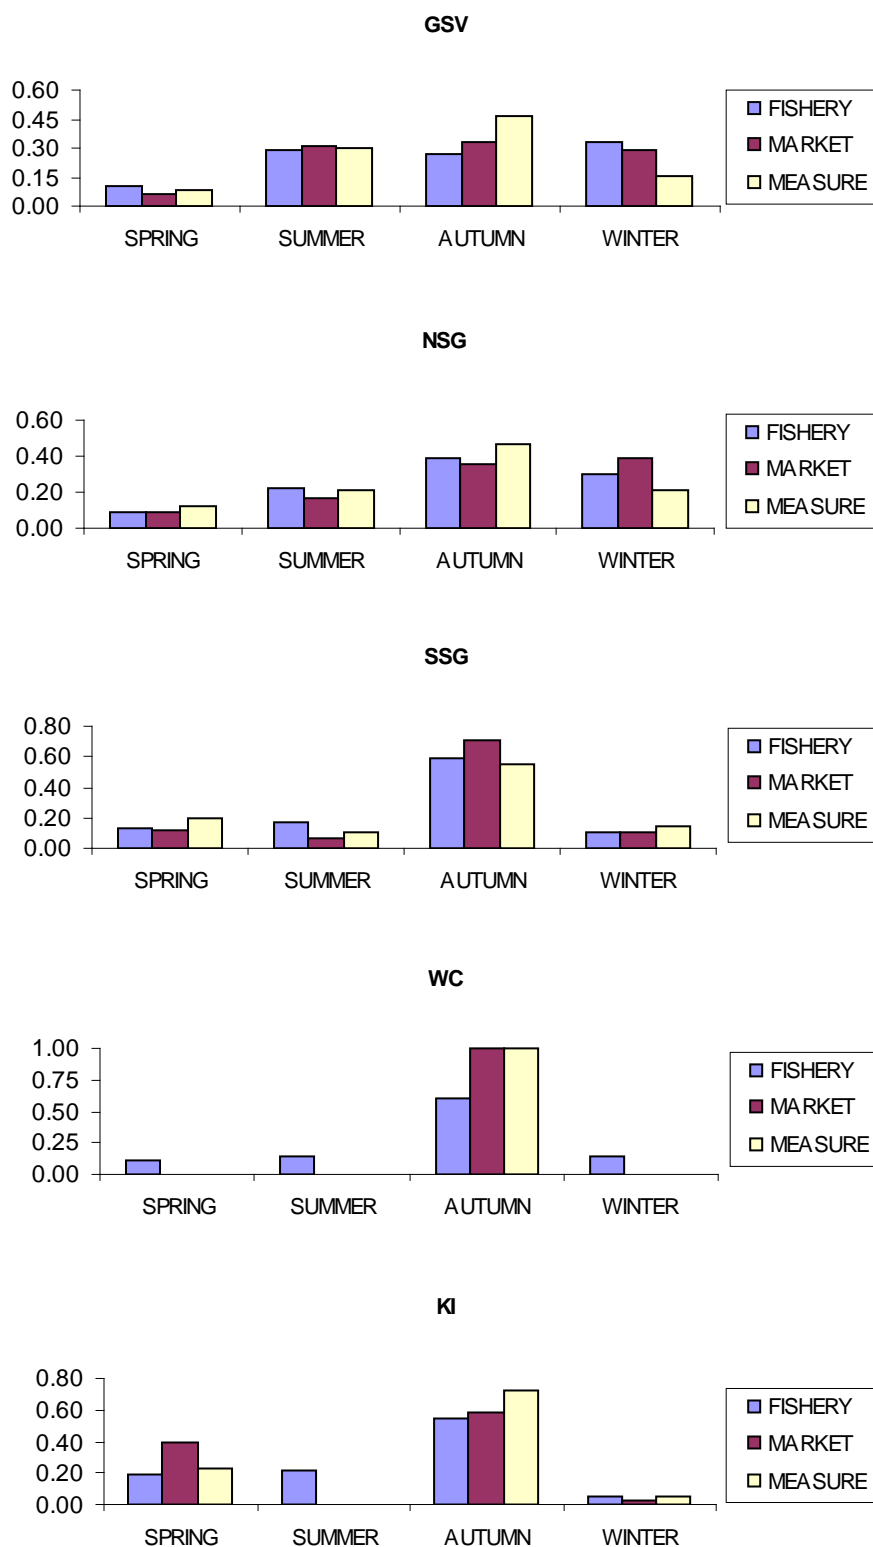 GSV
0.60
0.45
0.30
0.15
0.00
SPRING SUMMER AUTUMN WINTER
FISHERY
MARKET
MEASURE
NSG
0.60
0.40
0.20
0.00
SPRING SUMMER AUTUMN WINTER
FISHERY
MARKET
MEASURE
SSG
0.80
0.60
0.40
0.20
0.00
SPRING SUMMER AUTUMN WINTER
FISHERY
MARKET
MEASURE
WC
1.00
0.75
0.50
0.25
0.00
SPRING SUMMER AUTUMN WINTER
FISHERY
MARKET
MEASURE
KI
0.80
0.60
0.40
0.20
0.00
SPRING SUMMER AUTUMN WINTER
FISHERY
MARKET
MEASURE